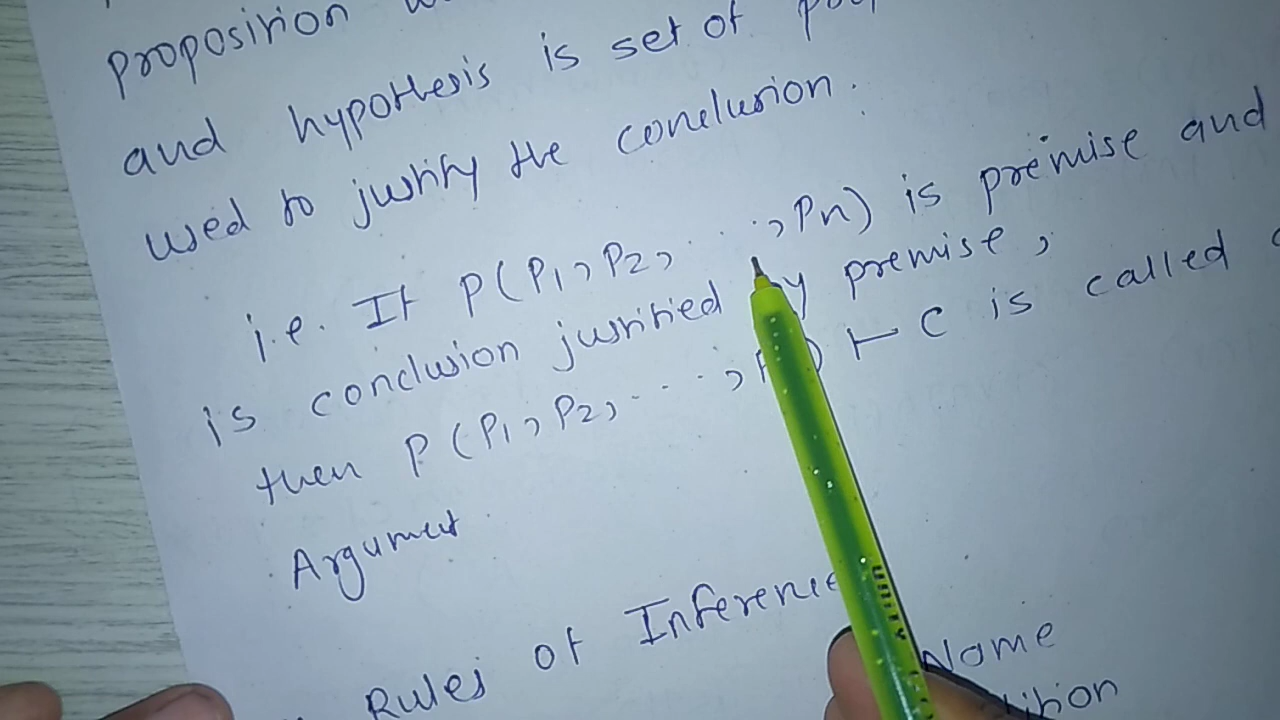 proposition
and hypothesis is set of
used to justify the conclusion.
i.e. If P(P1, P2, ...., Pn) is premise and
is conclusion justified by premise,
then P(P1, P2, ...., ) ⊢ C is called
Argument
Rules of Inference
Name
UNITY